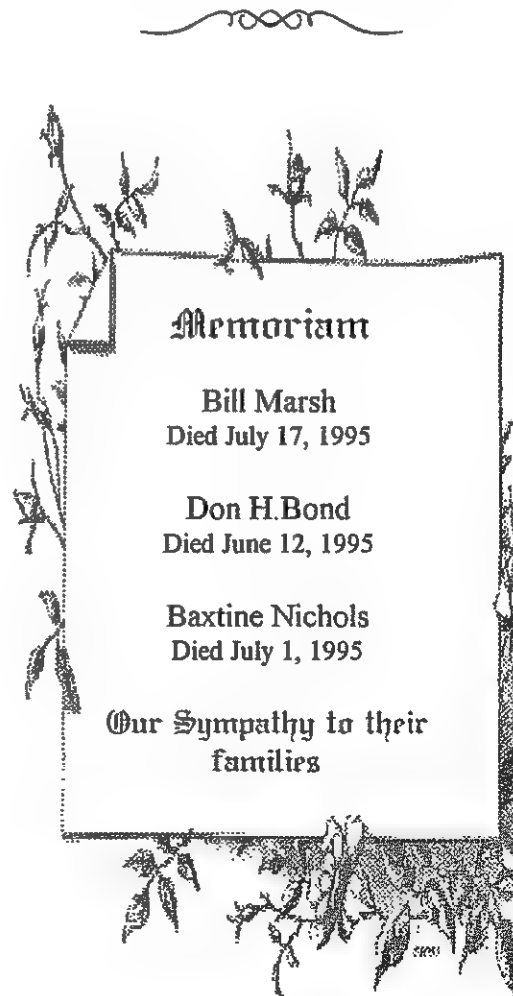 Memoriam
Bill Marsh
Died July 17, 1995
Don H.Bond
Died June 12, 1995
Baxtine Nichols
Died July 1, 1995
Our Sympathy to their
families